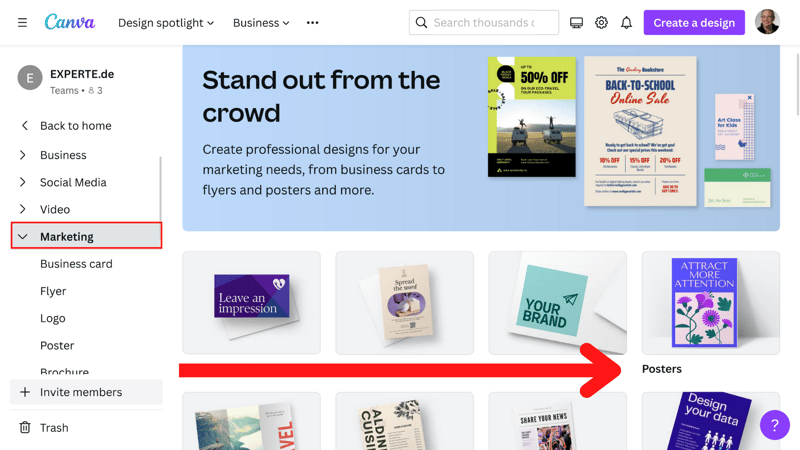 Canva
Design spotlight
Business
Search thousands
Create a design
E
EXPERTE.de
Teams • 3
Back to home
Business
Social Media
Video
Marketing
Business card
Flyer
Logo
Poster
Brochure
Invite members
Trash
Stand out from the
crowd
Create professional designs for your
marketing needs, from business cards to
flyers and posters and more.
UP TO
50% OFF
ON OUR ECO-TRAVEL
TOUR PACKAGES
The Bookstore
BACK-TO-SCHOOL
Online Sale
10% OFF
15% OFF
20% OFF
Art Class
for Kids
Leave an
impression
Spread
the word
YOUR
BRAND
ATTRACT
MORE
ATTENTION
Posters
ALDIN
CUISIN
SHARE YOUR NEWS
Design
your data
?